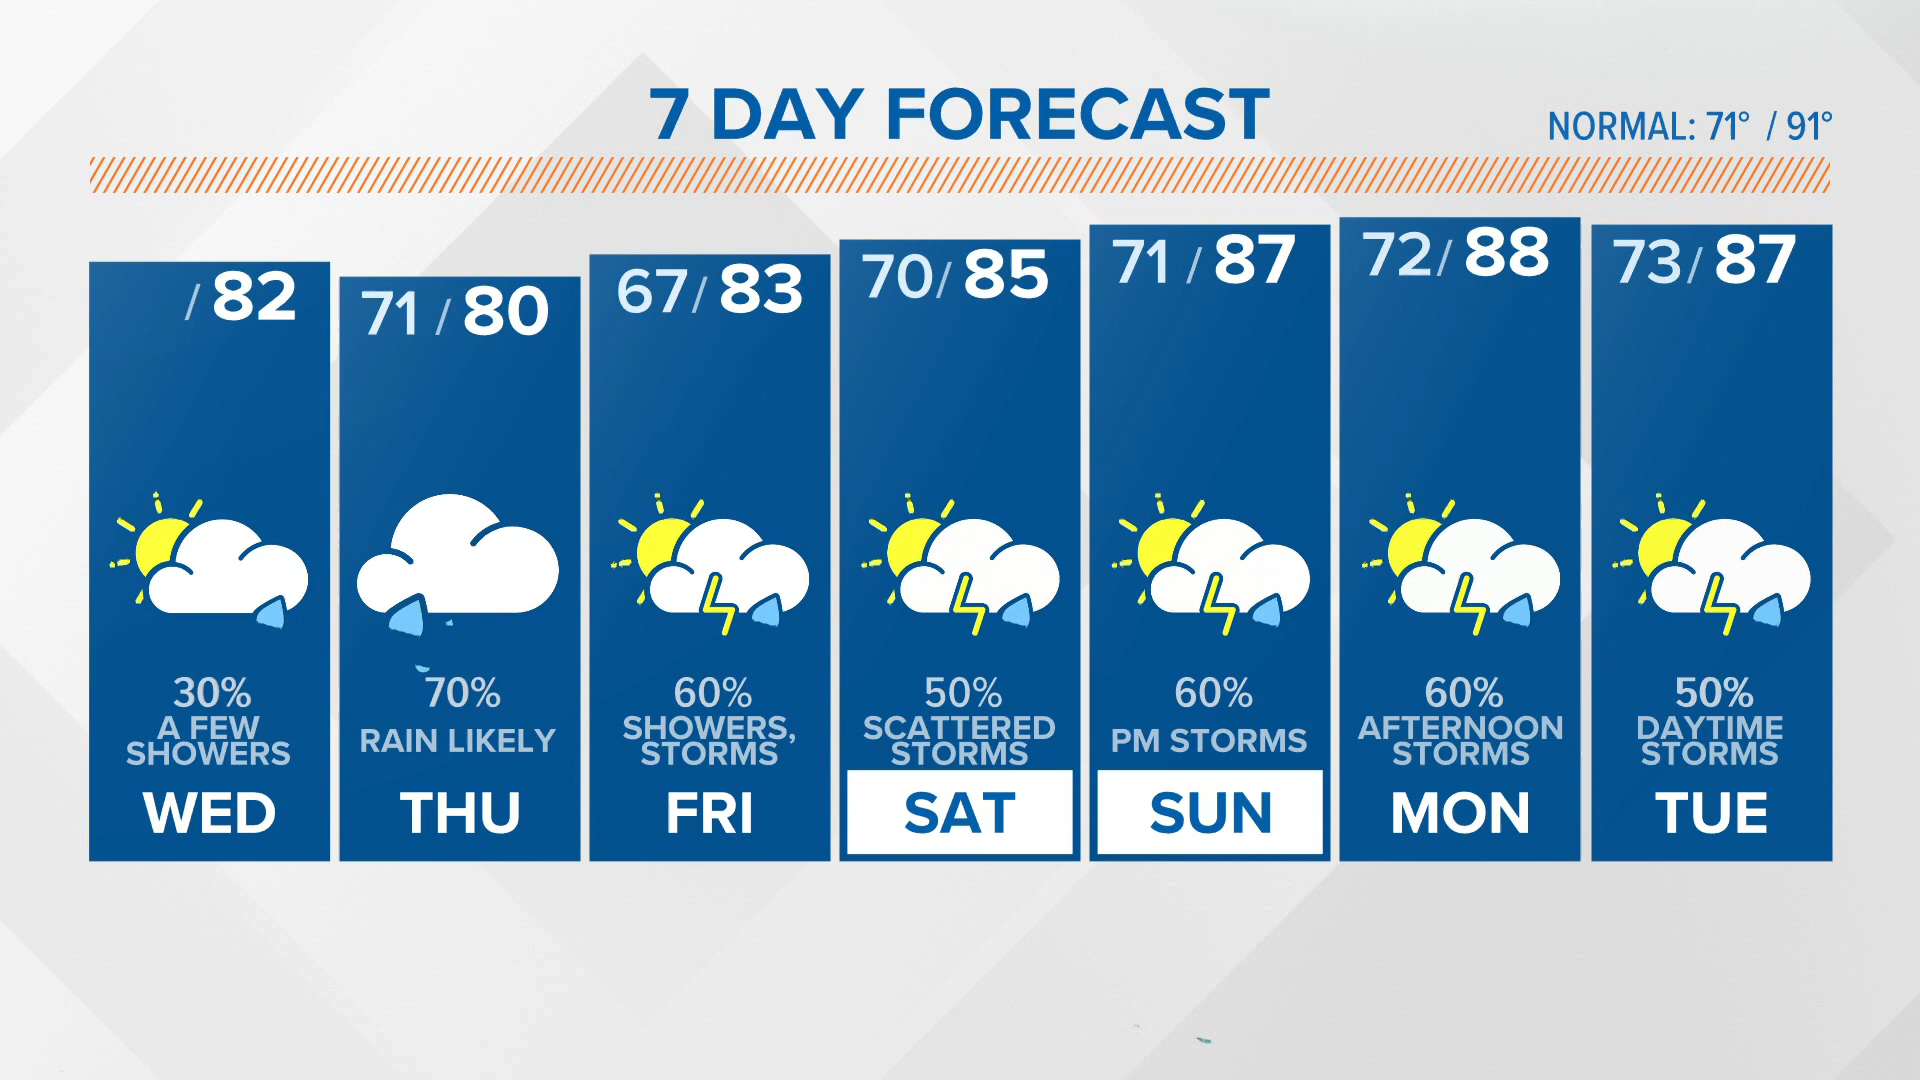 7 DAY FORECAST
NORMAL: 71° / 91°
/ 82
30%
A FEW
SHOWERS
WED
71 / 80
70%
RAIN LIKELY
THU
67/ 83
60%
SHOWERS,
STORMS
FRI
70/ 85
50%
SCATTERED
STORMS
SAT
71 / 87
60%
PM STORMS
SUN
72/ 88
60%
AFTERNOON
STORMS
MON
73/ 87
50%
DAYTIME
STORMS
TUE